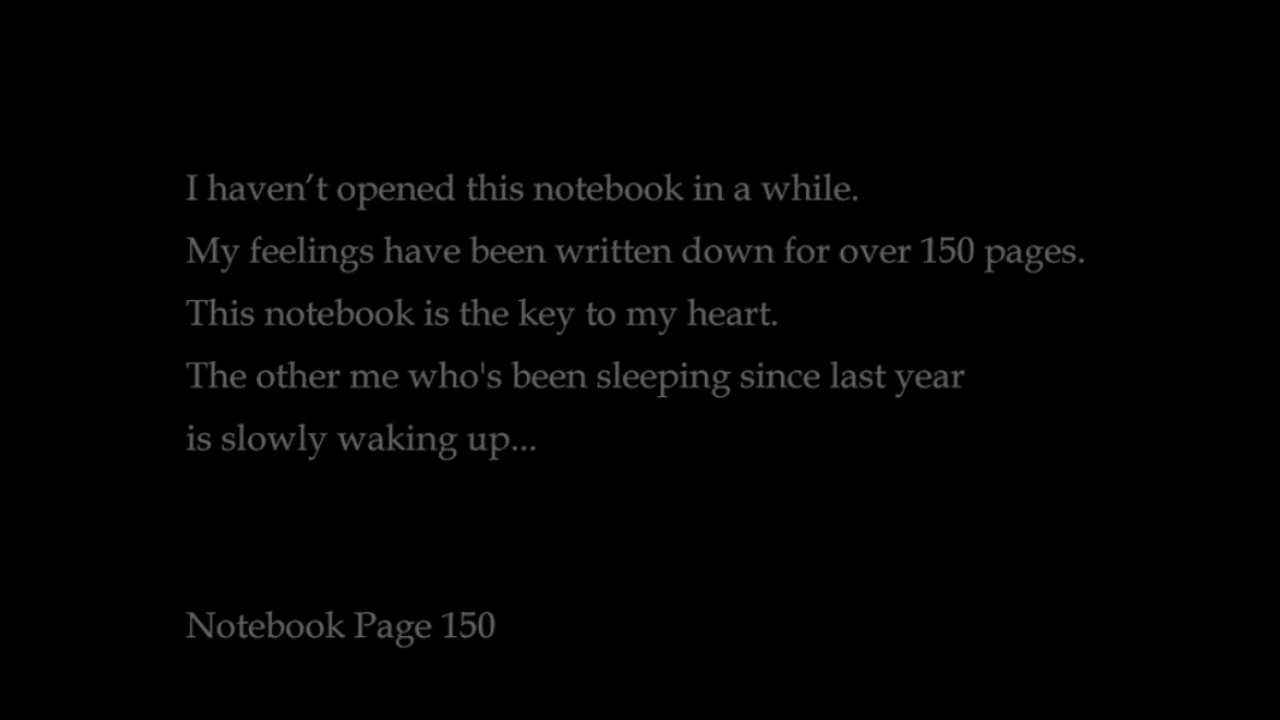 I haven’t opened this notebook in a while.
My feelings have been written down for over 150 pages.
This notebook is the key to my heart.
The other me who's been sleeping since last year
is slowly waking up...
Notebook Page 150